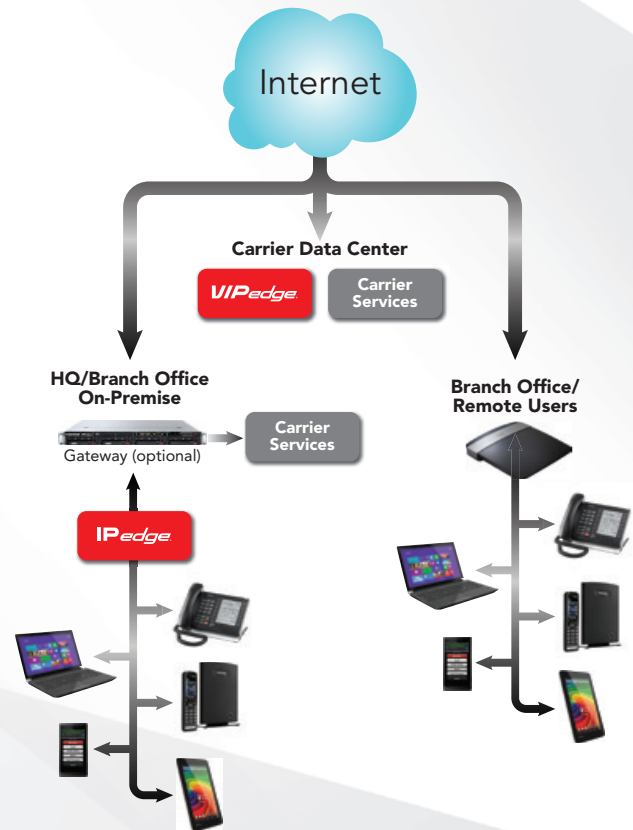 Internet
Carrier Data Center
VIPedge
Carrier
Services
HQ/Branch Office
On-Premise
Gateway (optional)
Carrier
Services
Branch Office/
Remote Users
IPedge